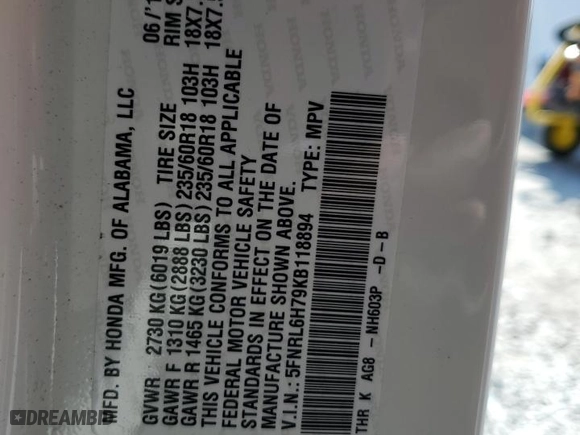 MFD. BY HONDA MFG. OF ALABAMA, LLC 06/'1
GVWR 2730 KG(6019 LBS) TIRE SIZE RIM S
GAWR F 1310 KG(2888 LBS) 235/60R18 103H 18X7.
GAWR R 1465 KG(3230 LBS) 235/60R18 103H 18X7.
THIS VEHICLE CONFORMS TO ALL APPLICABLE
FEDERAL MOTOR VEHICLE SAFETY
STANDARDS IN EFFECT ON THE DATE OF
MANUFACTURE SHOWN ABOVE.
V.I.N.: 5FNRL6H79KB118894 TYPE: MPV
THR K AG8 - NH603P -D-B
DREAMBID